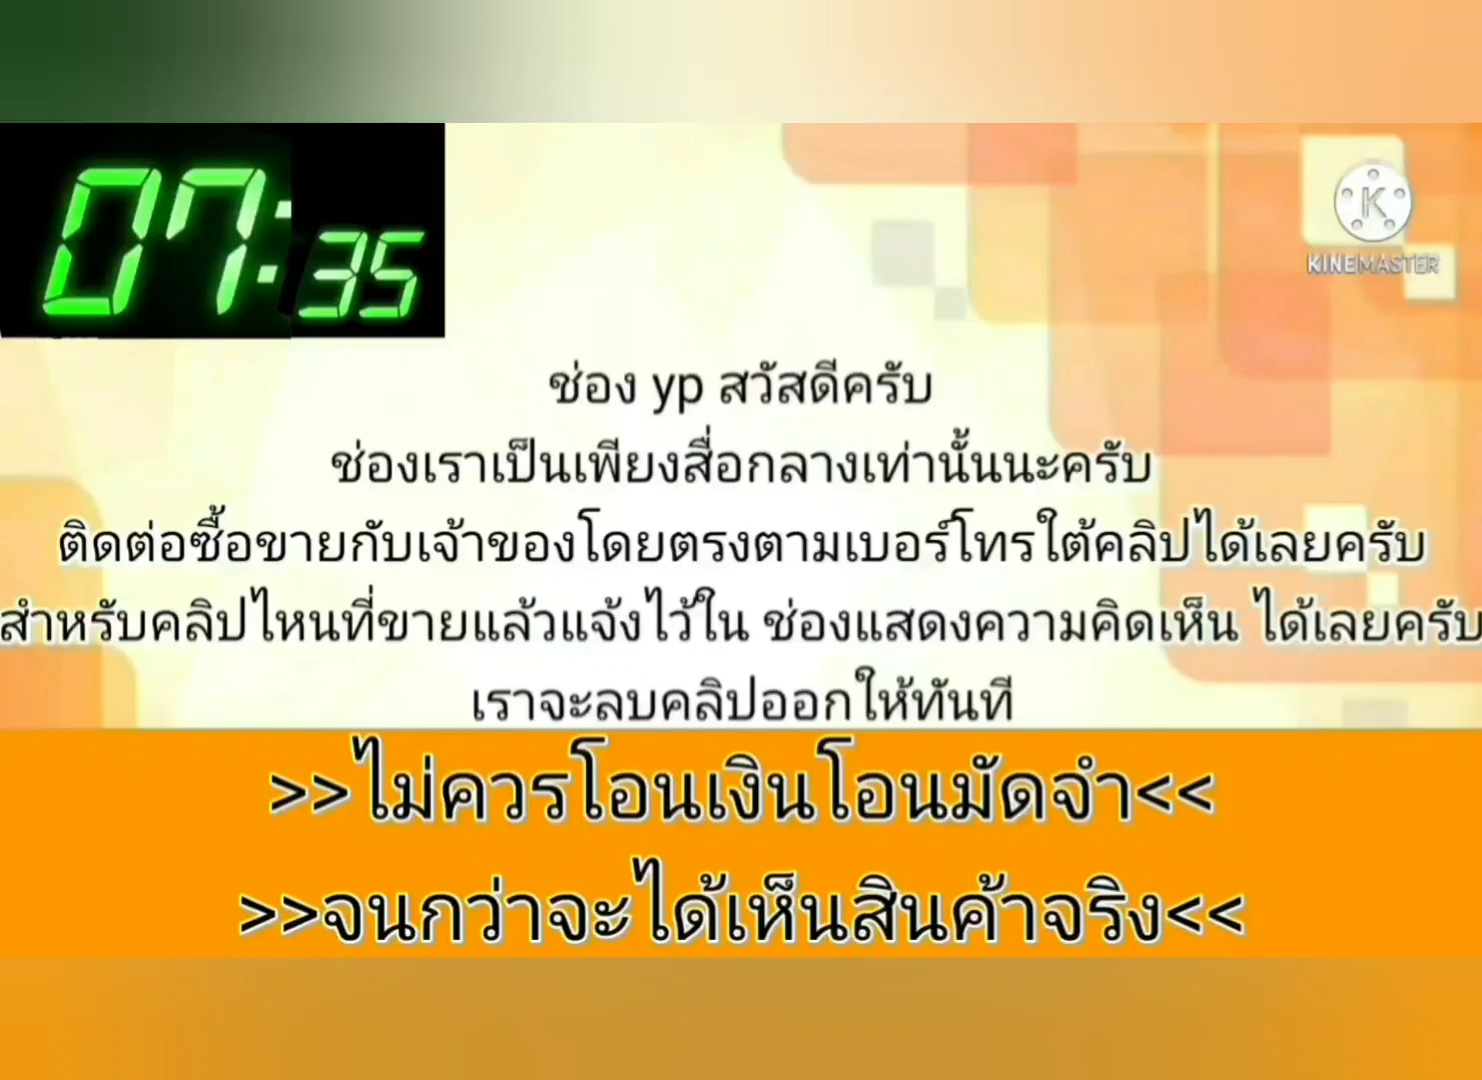 07:35
KINEMASTER
ช่อง yp สวัสดีครับ
ช่องเราเป็นเพียงสื่อกลางเท่านั้นนะครับ
ติดต่อซื้อขายกับเจ้าของโดยตรงตามเบอร์โทรใต้คลิปได้เลยครับ
สำหรับคลิปไหนที่ขายแล้วแจ้งไว้ใน ช่องแสดงความคิดเห็น ได้เลยครับ
เราจะลบคลิปออกให้ทันที
>>ไม่ควรโอนเงินโอนมัดจำ<<
>>จนกว่าจะได้เห็นสินค้าจริง<<